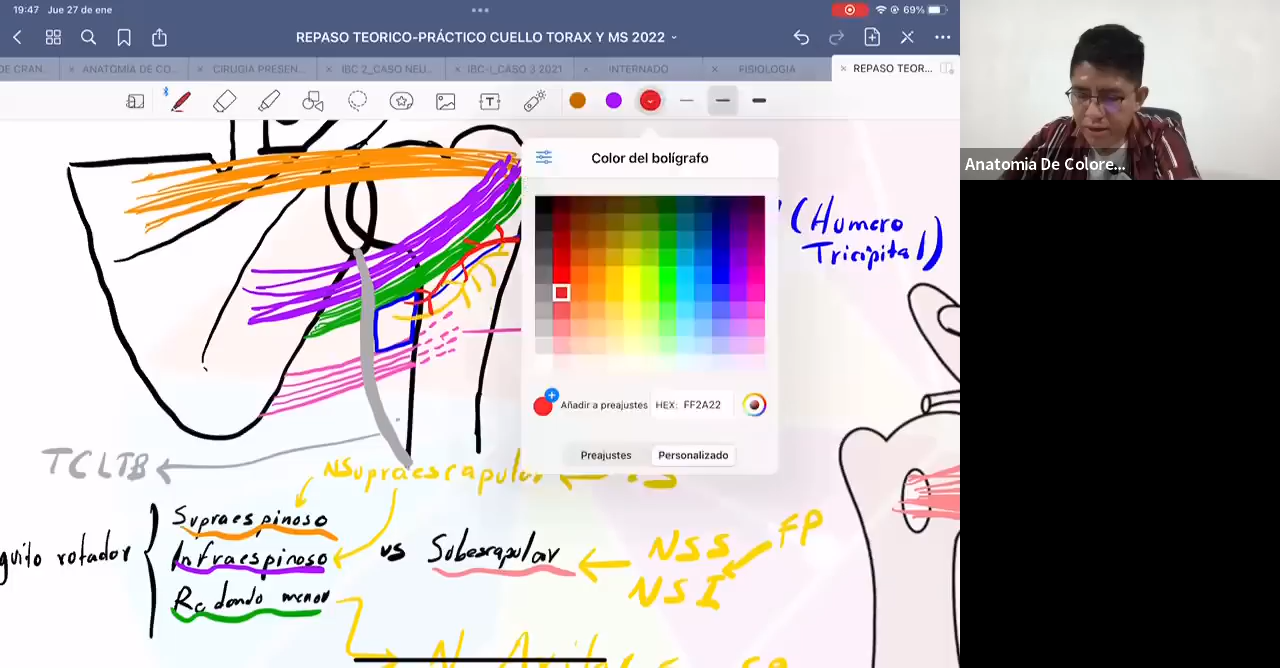 19:47 Jue 27 de ene
69%
REPASO TEORICO-PRÁCTICO CUELLO TORAX Y MS 2022
DE CRAN...
ANATOMÍA DE CO...
CIRUGIA PRESEN...
IBC 2_CASO NEU...
IBC-I_CASO 3 2021
INTERNADO
FISIOLOGIA
REPASO TEOR...
Anatomia De Colore...
Color del bolígrafo
(Humero
Tricipital)
Añadir a preajustes HEX: FF2A22
Preajustes Personalizado
TCLTB
NSupraescapular
Supraespinoso
guito rotador Infraespinoso vs Subescapular NSS FP
NSI
Redondo menor